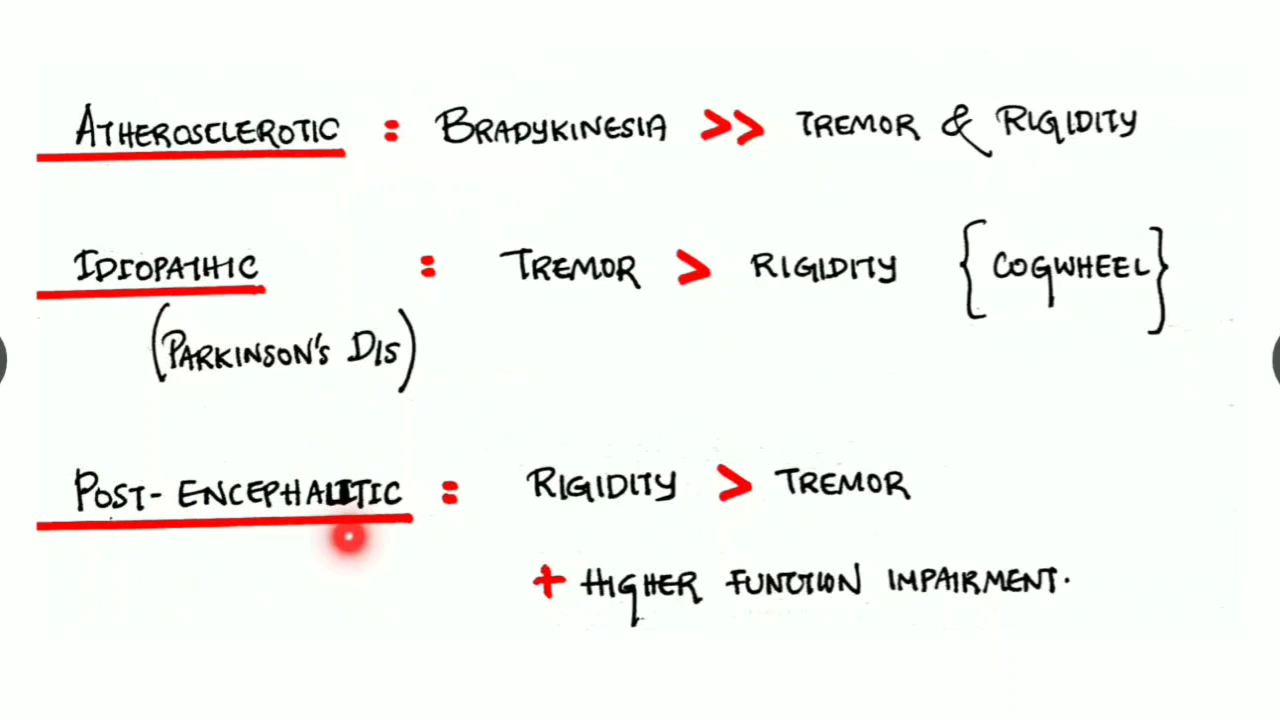 ATHEROSCLEROTIC : BRADYKINESIA >> TREMOR & RIGIDITY
IDIOPATHIC : TREMOR > RIGIDITY {COGWHEEL}
(PARKINSON'S DIS)
POST-ENCEPHALITIC : RIGIDITY > TREMOR
+ HIGHER FUNCTION IMPAIRMENT.